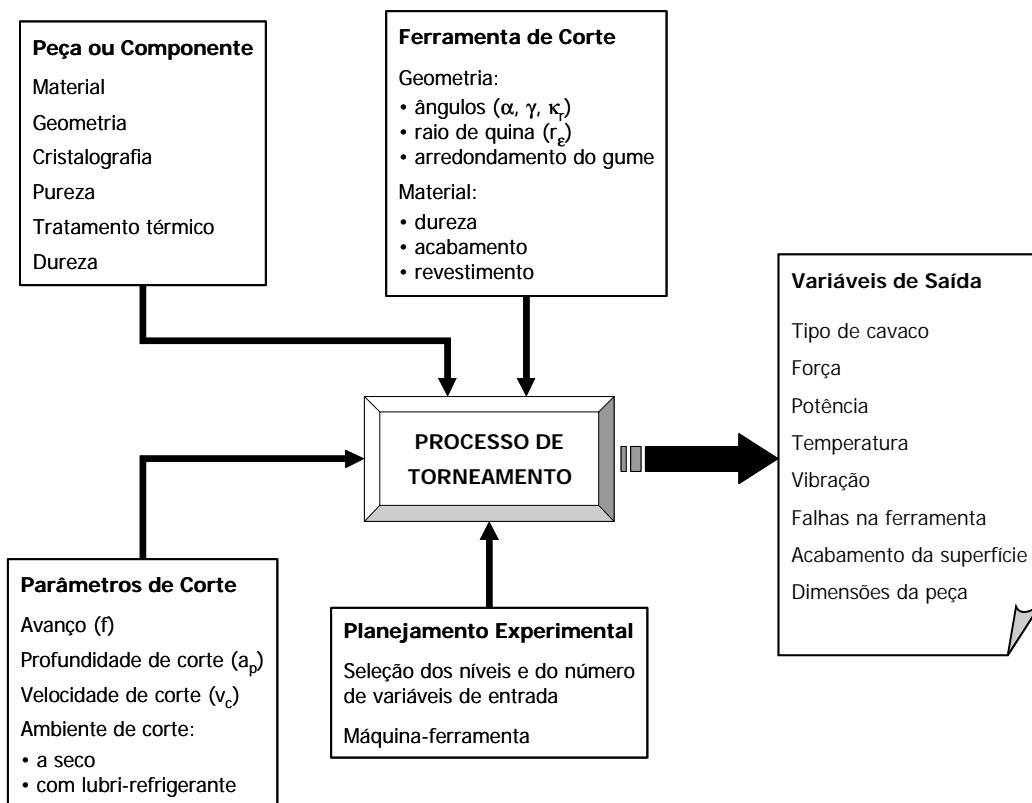 Peça ou Componente
Material
Geometria
Cristalografia
Pureza
Tratamento térmico
Dureza
Ferramenta de Corte
Geometria:
• ângulos (α, γ, κr)
• raio de quina (rε)
• arredondamento do gume
Material:
• dureza
• acabamento
• revestimento
PROCESSO DE
TORNEAMENTO
Variáveis de Saída
Tipo de cavaco
Força
Potência
Temperatura
Vibração
Falhas na ferramenta
Acabamento da superfície
Dimensões da peça
Parâmetros de Corte
Avanço (f)
Profundidade de corte (ap)
Velocidade de corte (vc)
Ambiente de corte:
• a seco
• com lubri-refrigerante
Planejamento Experimental
Seleção dos níveis e do número
de variáveis de entrada
Máquina-ferramenta